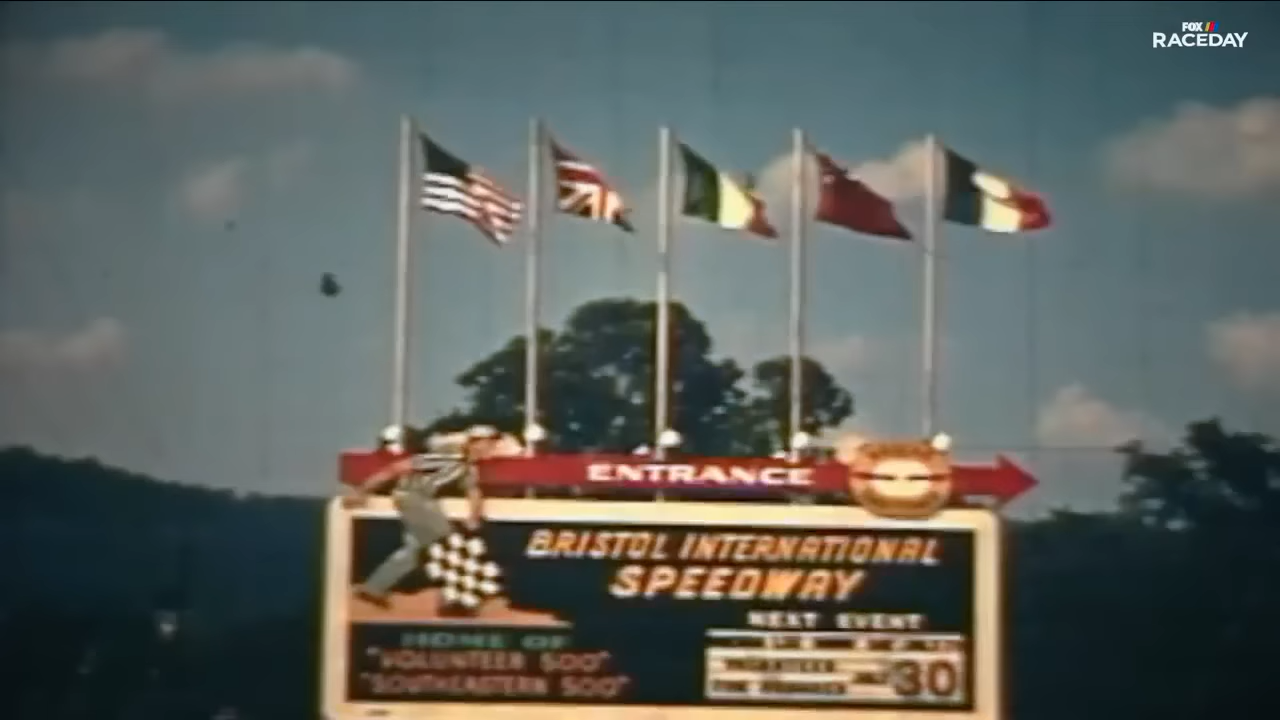 FOX
RACEDAY
ENTRANCE
BRISTOL INTERNATIONAL
SPEEDWAY
NEXT EVENT
HOME OF
"VOLUNTEER 500"
"SOUTHEASTERN 500"
30